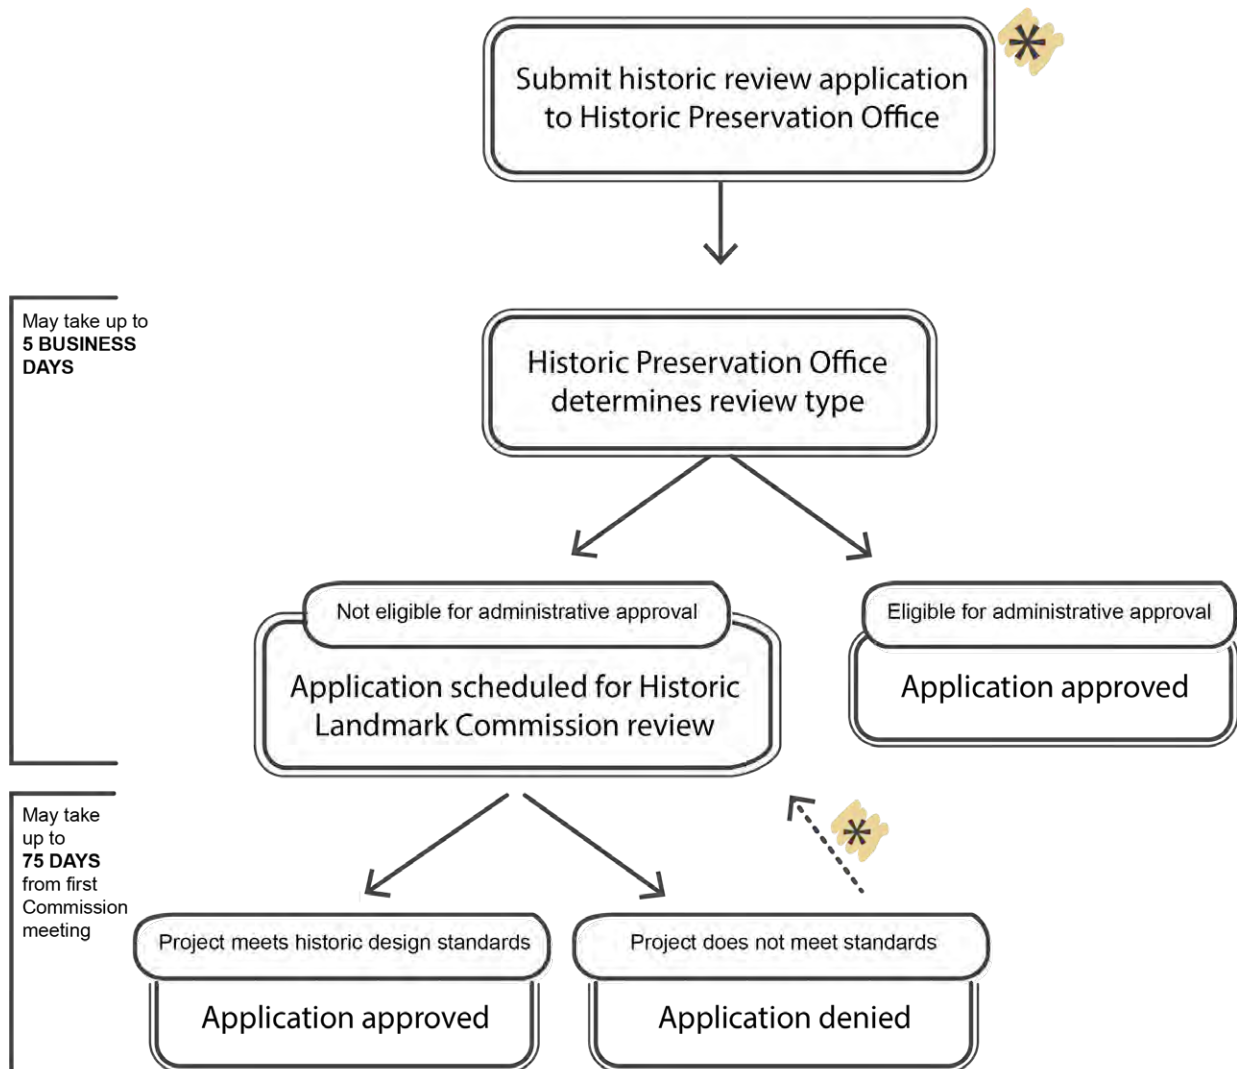 Submit historic review application
to Historic Preservation Office
*
May take up to
5 BUSINESS
DAYS
Historic Preservation Office
determines review type
Not eligible for administrative approval
Application scheduled for Historic
Landmark Commission review
Eligible for administrative approval
Application approved
May take
up to
75 DAYS
from first
Commission
meeting
*
Project meets historic design standards
Application approved
Project does not meet standards
Application denied